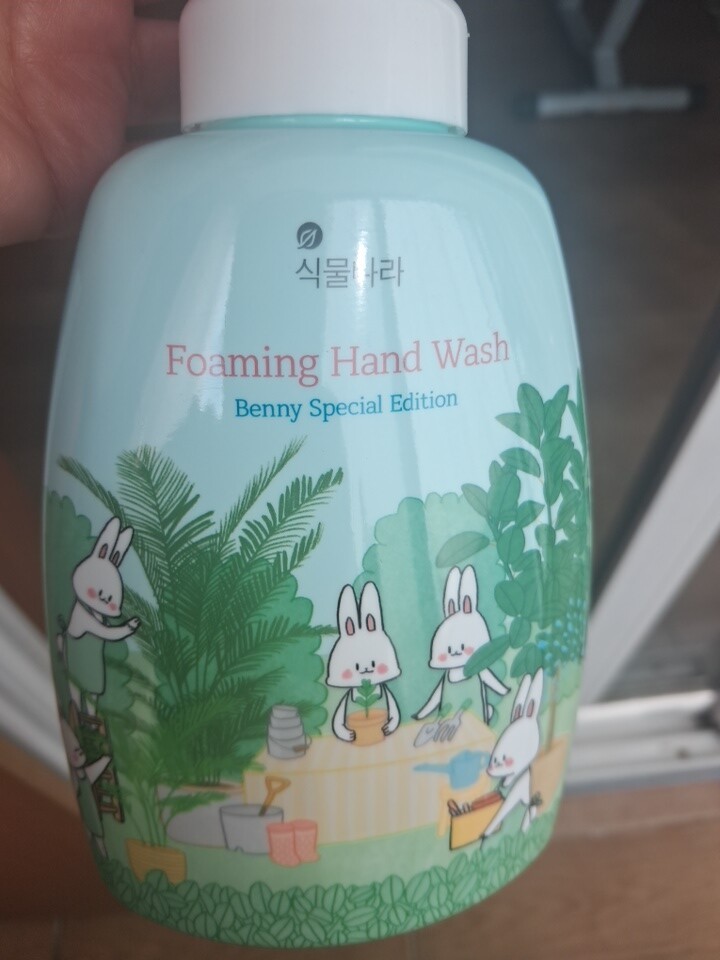 식물나라
Foaming Hand Wash
Benny Special Edition